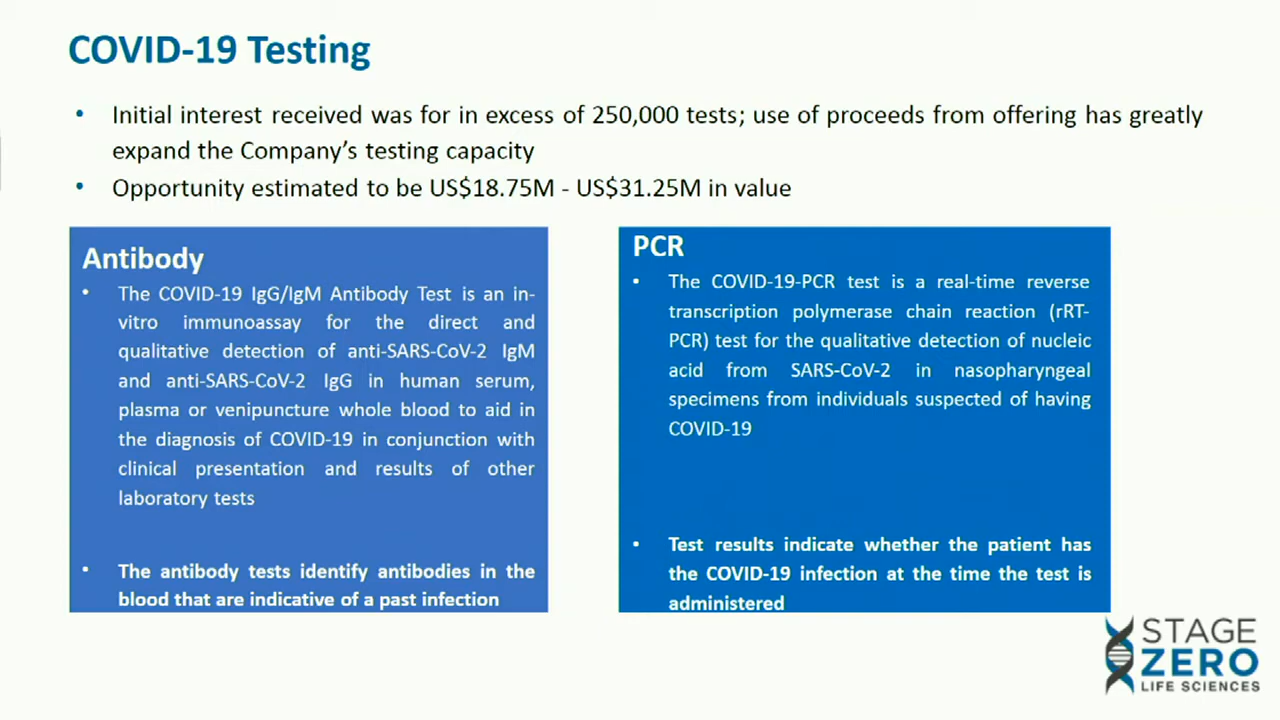 COVID-19 Testing
• Initial interest received was for in excess of 250,000 tests; use of proceeds from offering has greatly
expand the Company's testing capacity
• Opportunity estimated to be US$18.75M - US$31.25M in value
Antibody
• The COVID-19 IgG/IgM Antibody Test is an in-
vitro immunoassay for the direct and
qualitative detection of anti-SARS-CoV-2 IgM
and anti-SARS-CoV-2 IgG in human serum,
plasma or venipuncture whole blood to aid in
the diagnosis of COVID-19 in conjunction with
clinical presentation and results of other
laboratory tests
• The antibody tests identify antibodies in the
blood that are indicative of a past infection
PCR
• The COVID-19-PCR test is a real-time reverse
transcription polymerase chain reaction (rRT-
PCR) test for the qualitative detection of nucleic
acid from SARS-CoV-2 in nasopharyngeal
specimens from individuals suspected of having
COVID-19
• Test results indicate whether the patient has
the COVID-19 infection at the time the test is
administered
STAGE
ZERO
LIFE SCIENCES